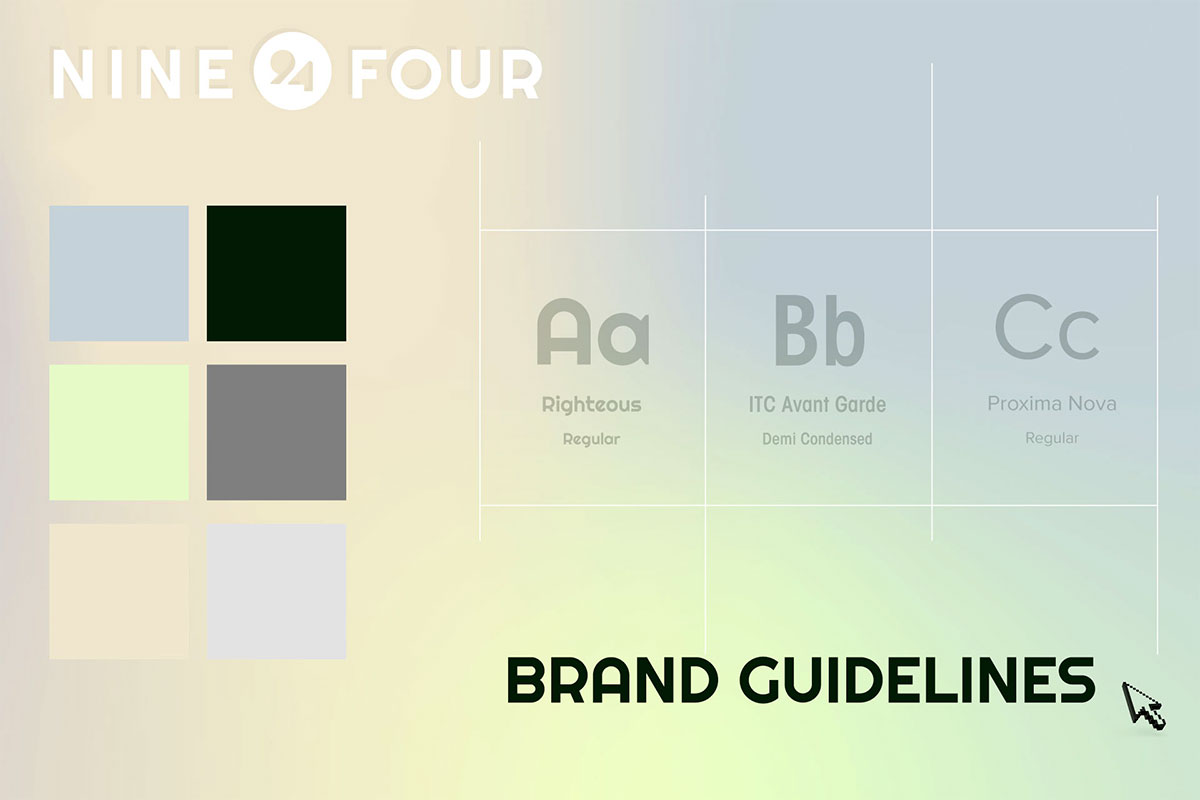 NINE 24 FOUR
Aa
Righteous
Regular
Bb
ITC Avant Garde
Demi Condensed
Cc
Proxima Nova
Regular
BRAND GUIDELINES